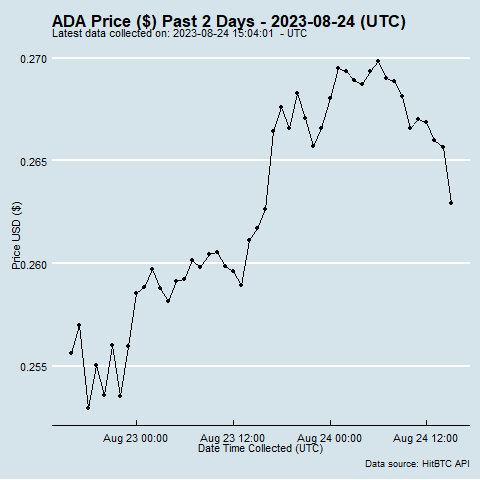 ADA Price ($) Past 2 Days - 2023-08-24 (UTC)
Latest data collected on: 2023-08-24 15:04:01  - UTC
0.270
0.265
0.260
0.255
Price USD ($)
Aug 23 00:00
Aug 23 12:00
Aug 24 00:00
Aug 24 12:00
Date Time Collected (UTC)
Data source: HitBTC API